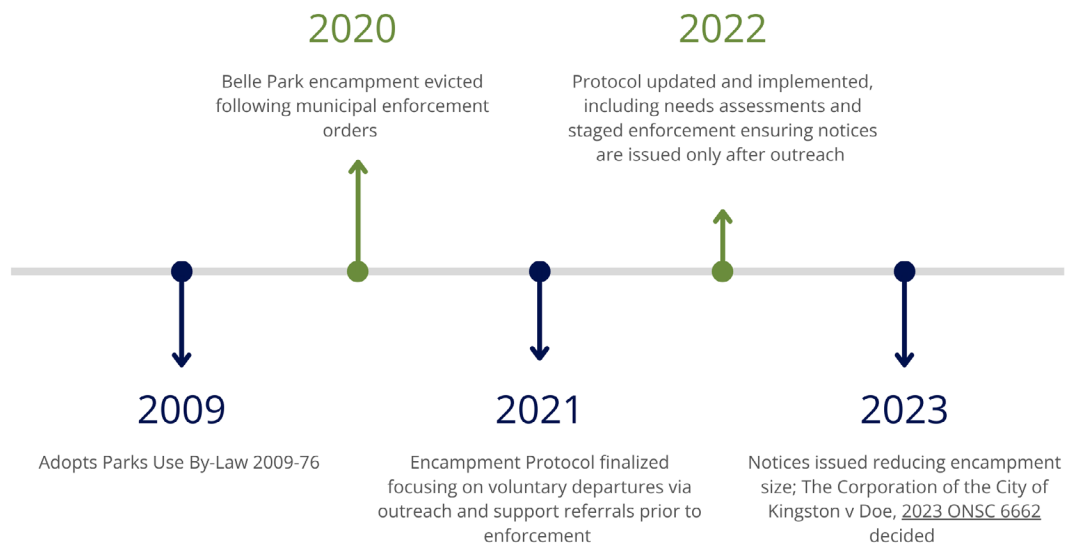 2020
Belle Park encampment evicted
following municipal enforcement
orders
2022
Protocol updated and implemented,
including needs assessments and
staged enforcement ensuring notices
are issued only after outreach
2009
Adopts Parks Use By-Law 2009-76
2021
Encampment Protocol finalized
focusing on voluntary departures via
outreach and support referrals prior to
enforcement
2023
Notices issued reducing encampment
size; The Corporation of the City of
Kingston v Doe, 2023 ONSC 6662
decided